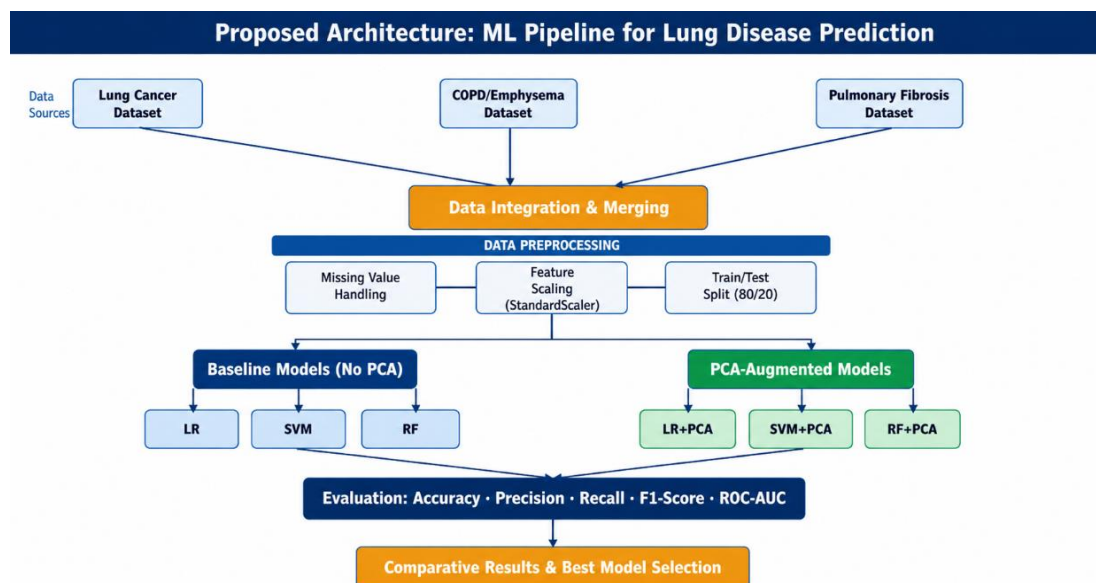 Proposed Architecture: ML Pipeline for Lung Disease Prediction
Data
Sources
Lung Cancer
Dataset
COPD/Emphysema
Dataset
Pulmonary Fibrosis
Dataset
Data Integration & Merging
DATA PREPROCESSING
Missing Value
Handling
Feature
Scaling
(StandardScaler)
Train/Test
Split (80/20)
Baseline Models (No PCA)
PCA-Augmented Models
LR
SVM
RF
LR+PCA
SVM+PCA
RF+PCA
Evaluation: Accuracy · Precision · Recall · F1-Score · ROC-AUC
Comparative Results & Best Model Selection